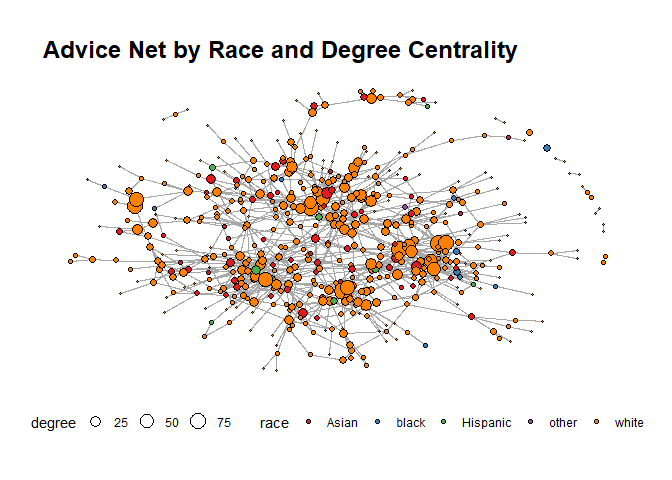 Advice Net by Race and Degree Centrality
degree 25 50 75 race Asian black Hispanic other white